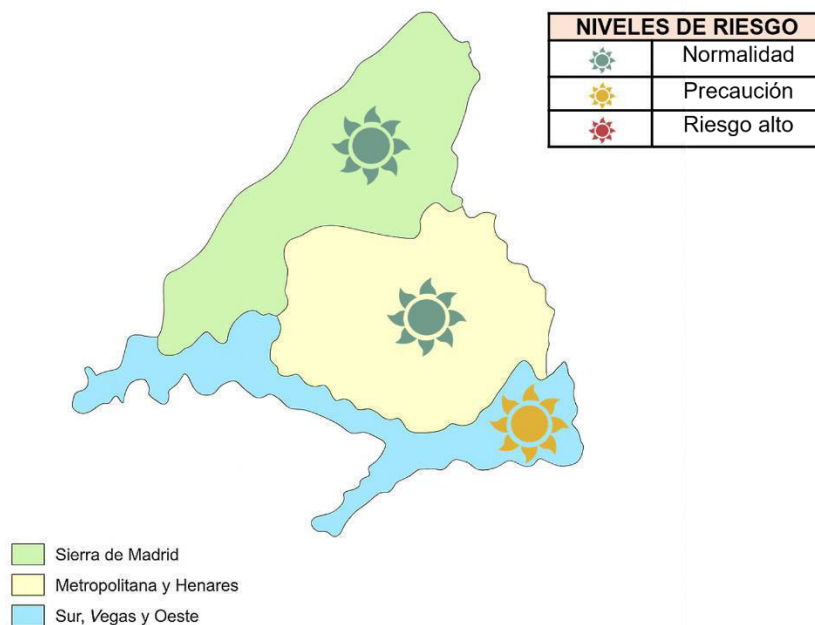 NIVELES DE RIESGO
Normalidad
Precaución
Riesgo alto
Sierra de Madrid
Metropolitana y Henares
Sur, Vegas y Oeste